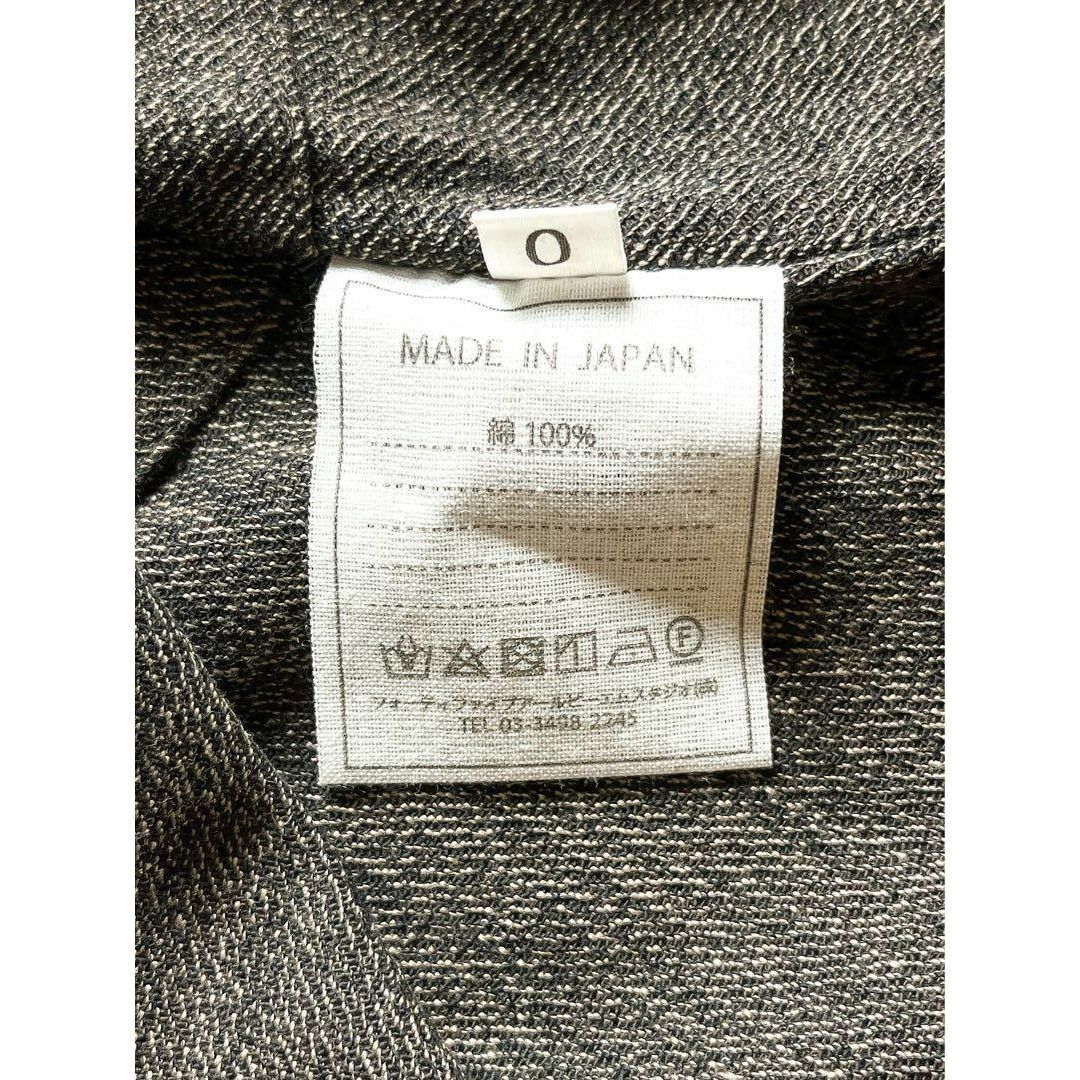 0
MADE IN JAPAN
綿 100%
F
フォーティファイブアールピーエムスタジオ(株)
TEL 03-3498 2245